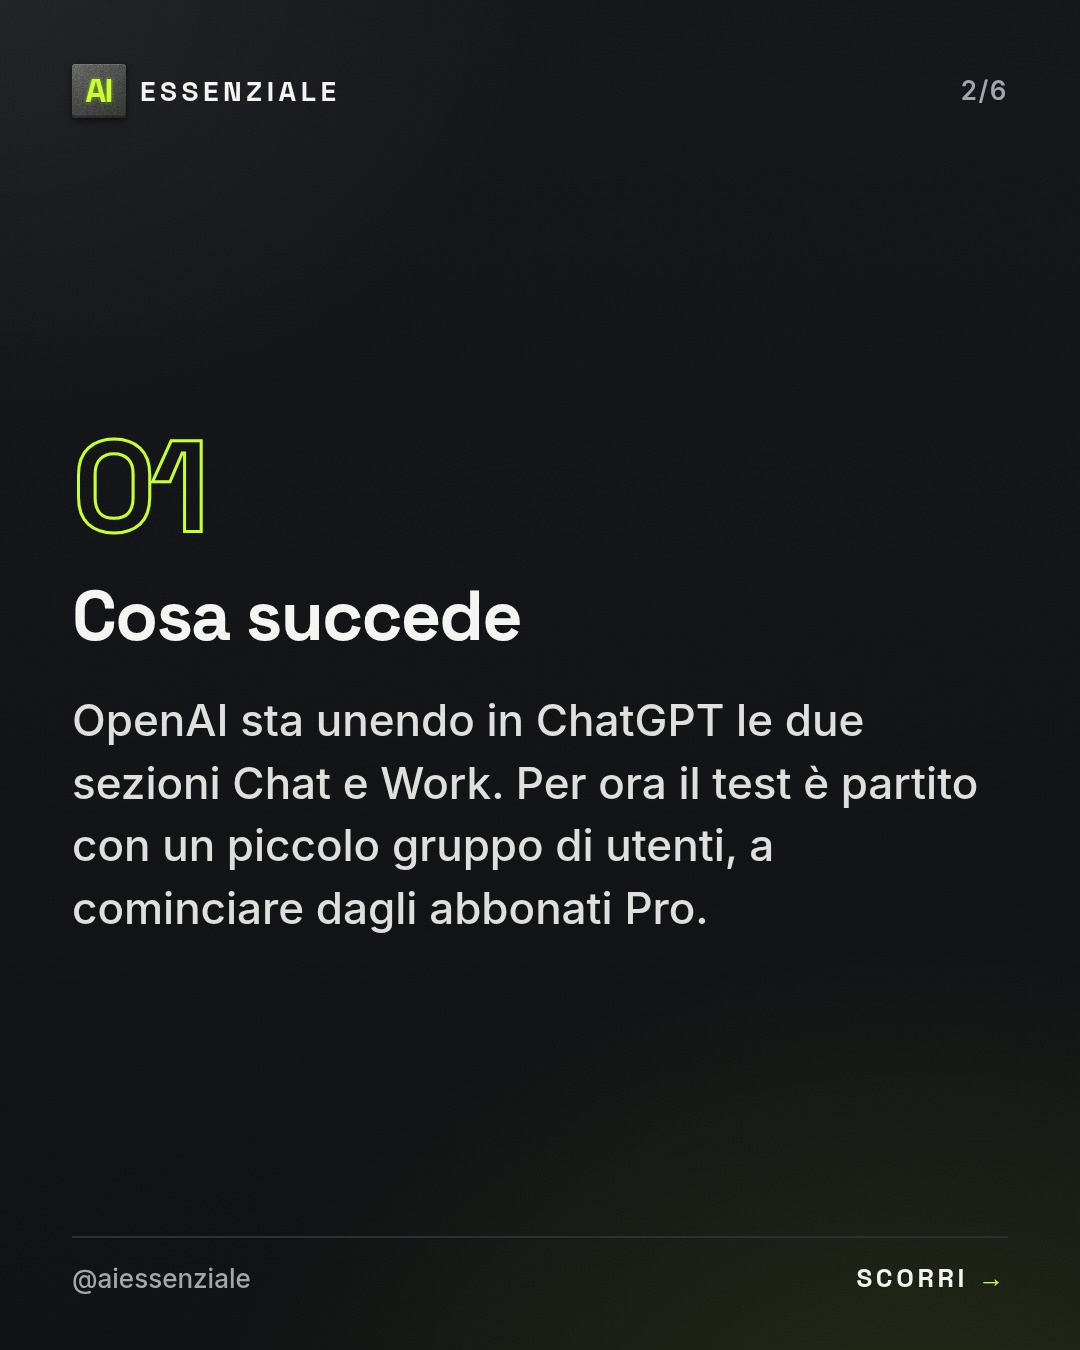 AI ESSENZIALE
2/6
01
Cosa succede
OpenAI sta unendo in ChatGPT le due
sezioni Chat e Work. Per ora il test è partito
con un piccolo gruppo di utenti, a
cominciare dagli abbonati Pro.
@aiessenziale
SCORRI →